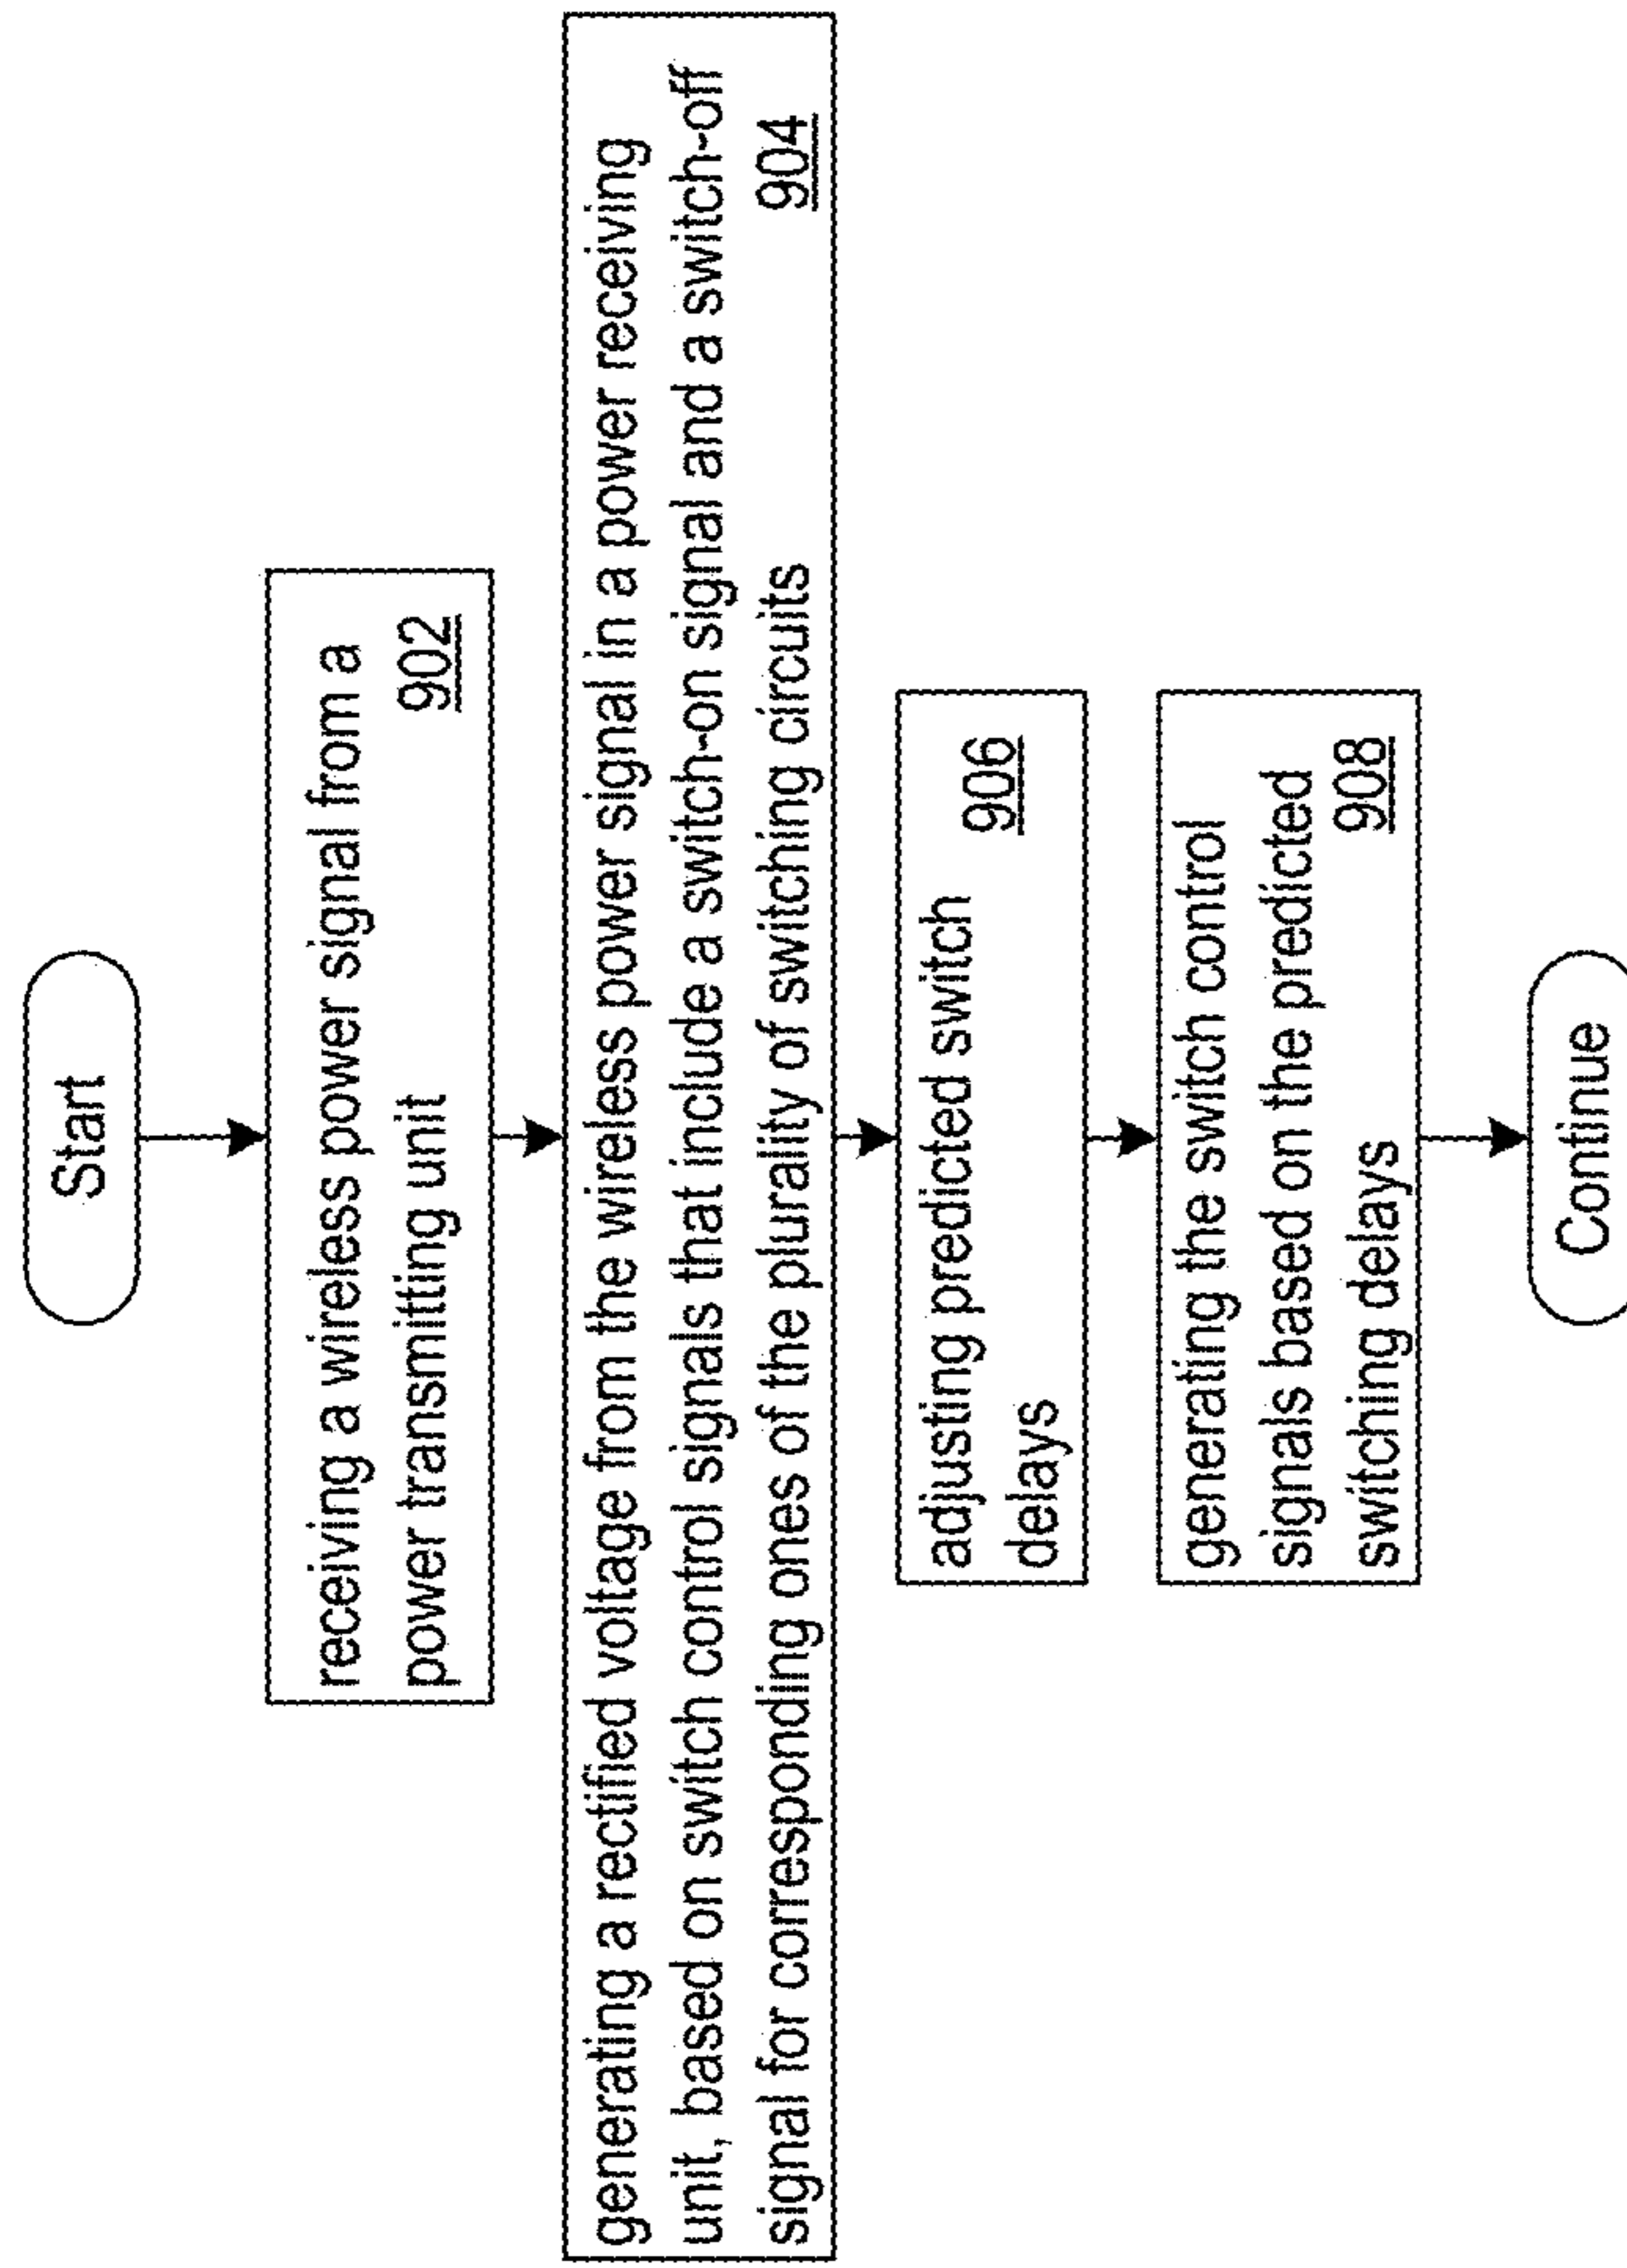 Start
receiving a wireless power signal from a
power transmitting unit 902
generating a rectified voltage from the wireless power signal in a power receiving
unit, based on switch control signals that include a switch-on signal and a switch-off
signal for corresponding ones of the plurality of switching circuits 904
adjusting predicted switch
delays 906
generating the switch control
signals based on the predicted
switching delays 908
Continue